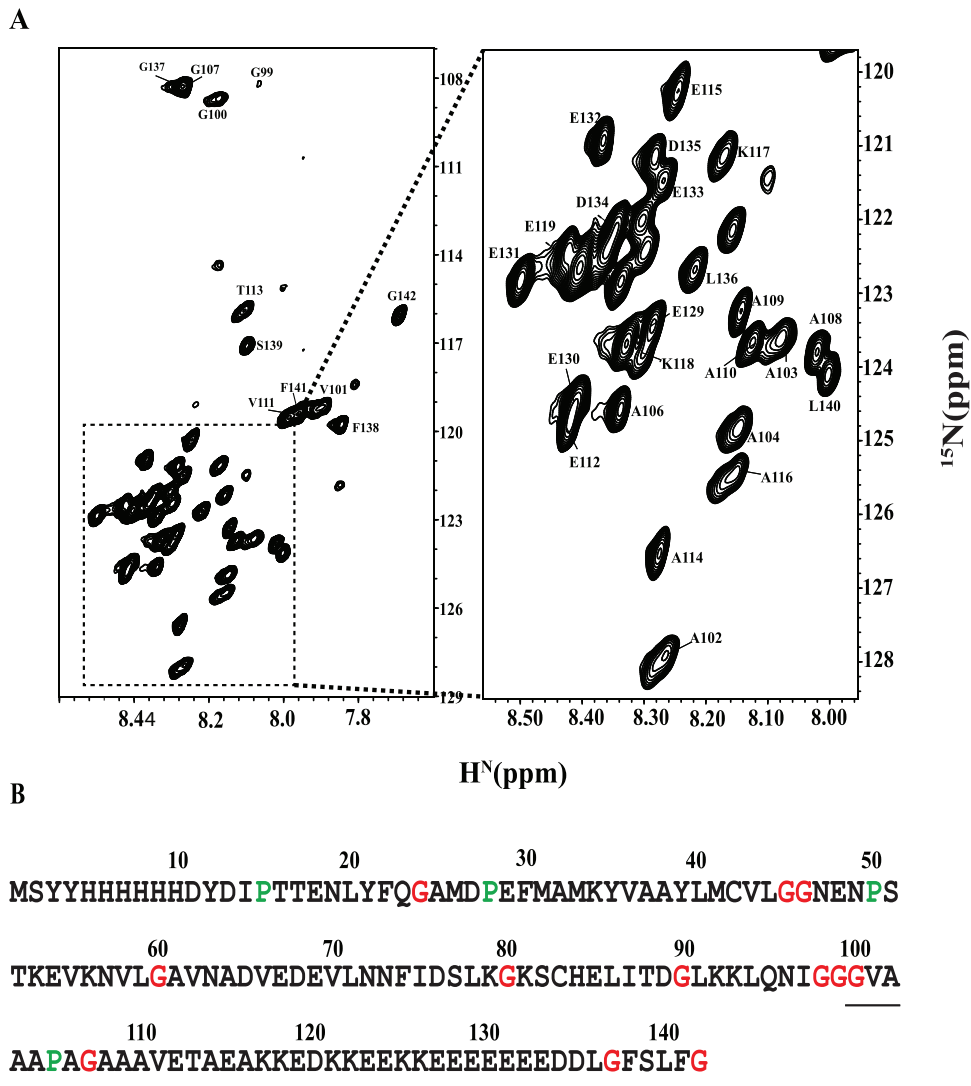 A
G137
G107
G99
G100
108
111
114
T113
G142
S139
117
F141
V101
V111
F138
120
123
126
129
8.44
8.2
8.0
7.8
120
E115
E132
121
D135
K117
E133
D134
122
E119
E131
L136
123
A109
E129
A108
A110
A103
K118
124
E130
L140
A106
A104
125
E112
A116
126
A114
127
A102
128
8.50
8.40
8.30
8.20
8.10
8.00
15N(ppm)
HN(ppm)
B
10 20 30 40 50
MSYYHHHHHHDYDIPTTENLYFQGAMDPEFMAMKYVAAYLMCVLGGNENPS
60 70 80 90 100
TKEVKNVLGAVNADVEDEVLNNFIDSLKGKSCHELITDGLKKLQNIGGGVA
110 120 130 140
AAPAGAAAVETAEAKKEDKKEEKKEEEEEEEDDLGFSLFG